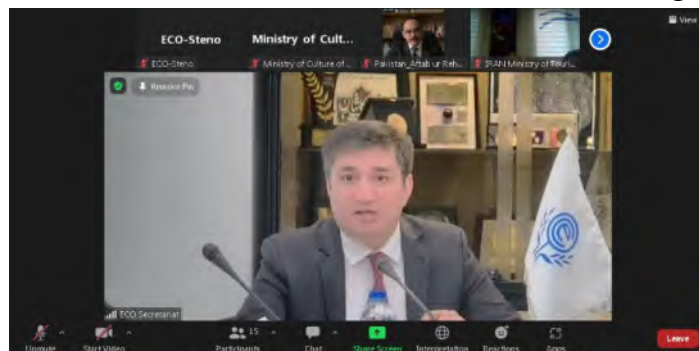 View
ECO-Steno
Ministry of Cult...
ECO-Steno
Ministry of Culture of ...
Pakistan_Aftab ur Reh...
IRAN Ministry of Touri...
Remove Pin
ECO Secretariat
15
Unmute
Start Video
Participants
Chat
Share Screen
Interpretation
Reactions
Apps
Leave